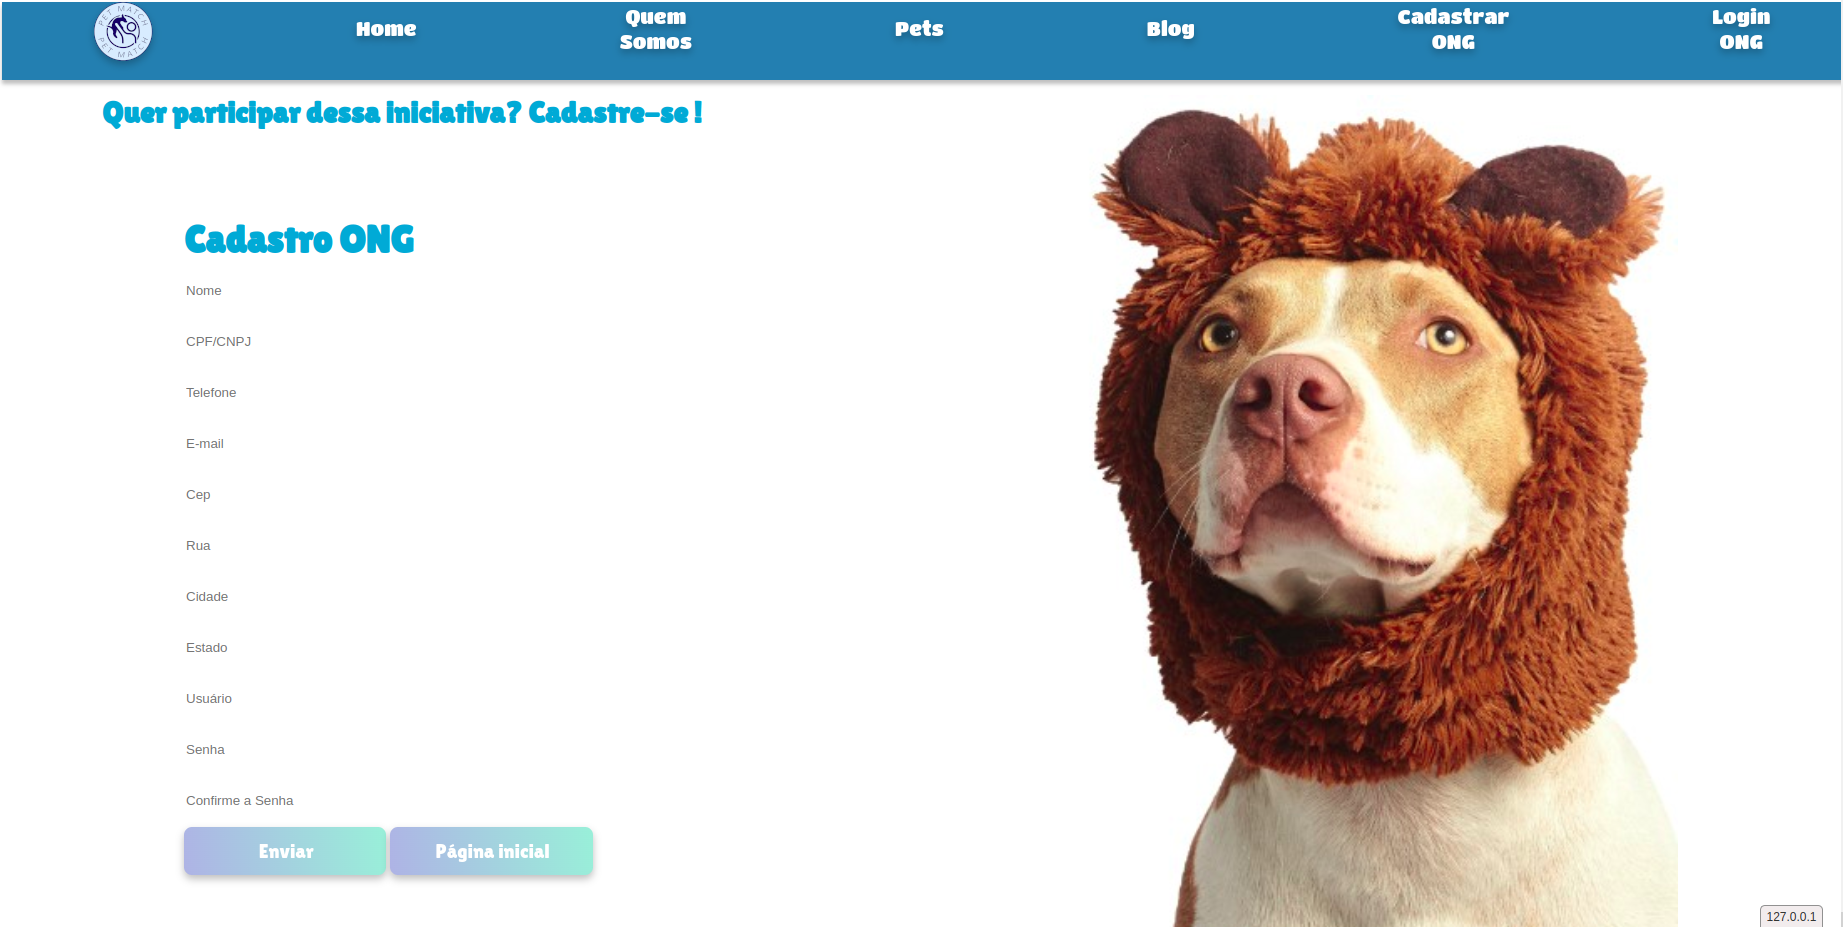 PET MATCH
PET MATCH
Home
Quem
Somos
Pets
Blog
Cadastrar
ONG
Login
ONG
Quer participar dessa iniciativa? Cadastre-se !
Cadastro ONG
Nome
CPF/CNPJ
Telefone
E-mail
Cep
Rua
Cidade
Estado
Usuário
Senha
Confirme a Senha
Enviar
Página inicial
127.0.0.1